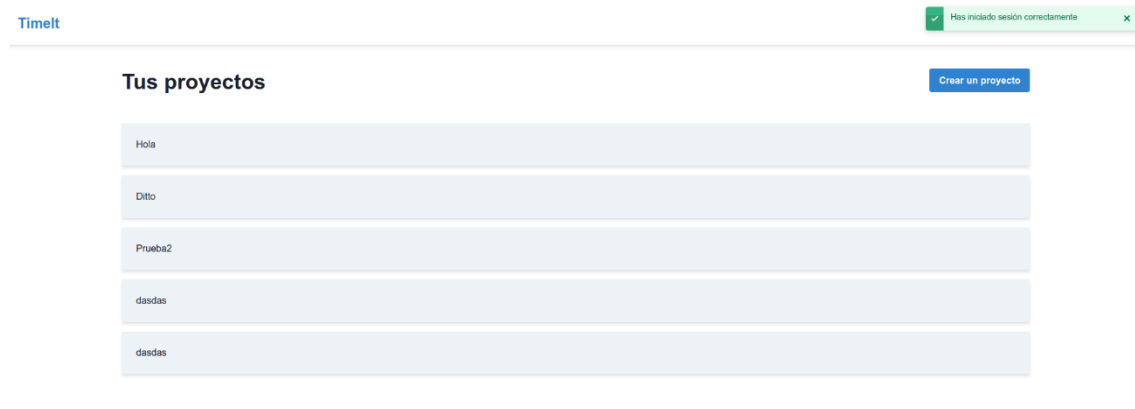 TimeIt
Has iniciado sesión correctamente
Tus proyectos
Crear un proyecto
Hola
Ditto
Prueba2
dasdas
dasdas